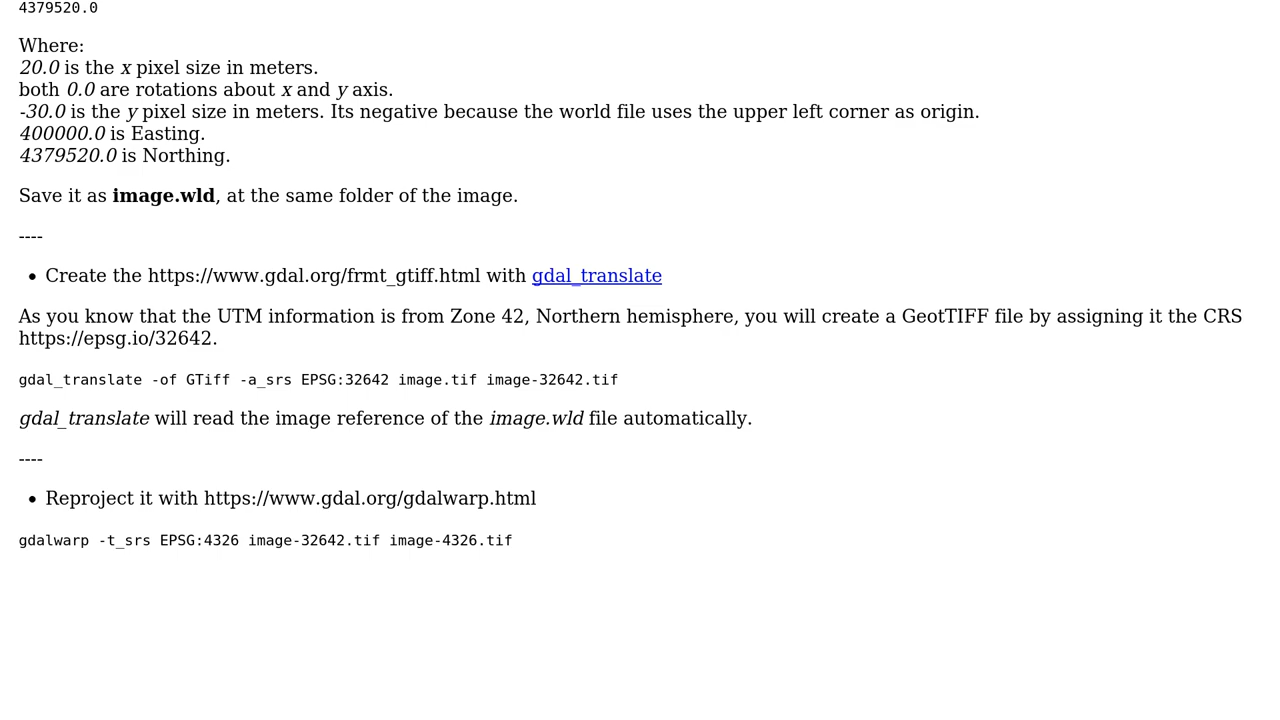 4379520.0
Where:
20.0 is the x pixel size in meters.
both 0.0 are rotations about x and y axis.
-30.0 is the y pixel size in meters. Its negative because the world file uses the upper left corner as origin.
400000.0 is Easting.
4379520.0 is Northing.
Save it as image.wld, at the same folder of the image.
----
• Create the https://www.gdal.org/frmt_gtiff.html with gdal_translate
As you know that the UTM information is from Zone 42, Northern hemisphere, you will create a GeotTIFF file by assigning it the CRS
https://epsg.io/32642.
gdal_translate -of GTiff -a_srs EPSG:32642 image.tif image-32642.tif
gdal_translate will read the image reference of the image.wld file automatically.
----
• Reproject it with https://www.gdal.org/gdalwarp.html
gdalwarp -t_srs EPSG:4326 image-32642.tif image-4326.tif